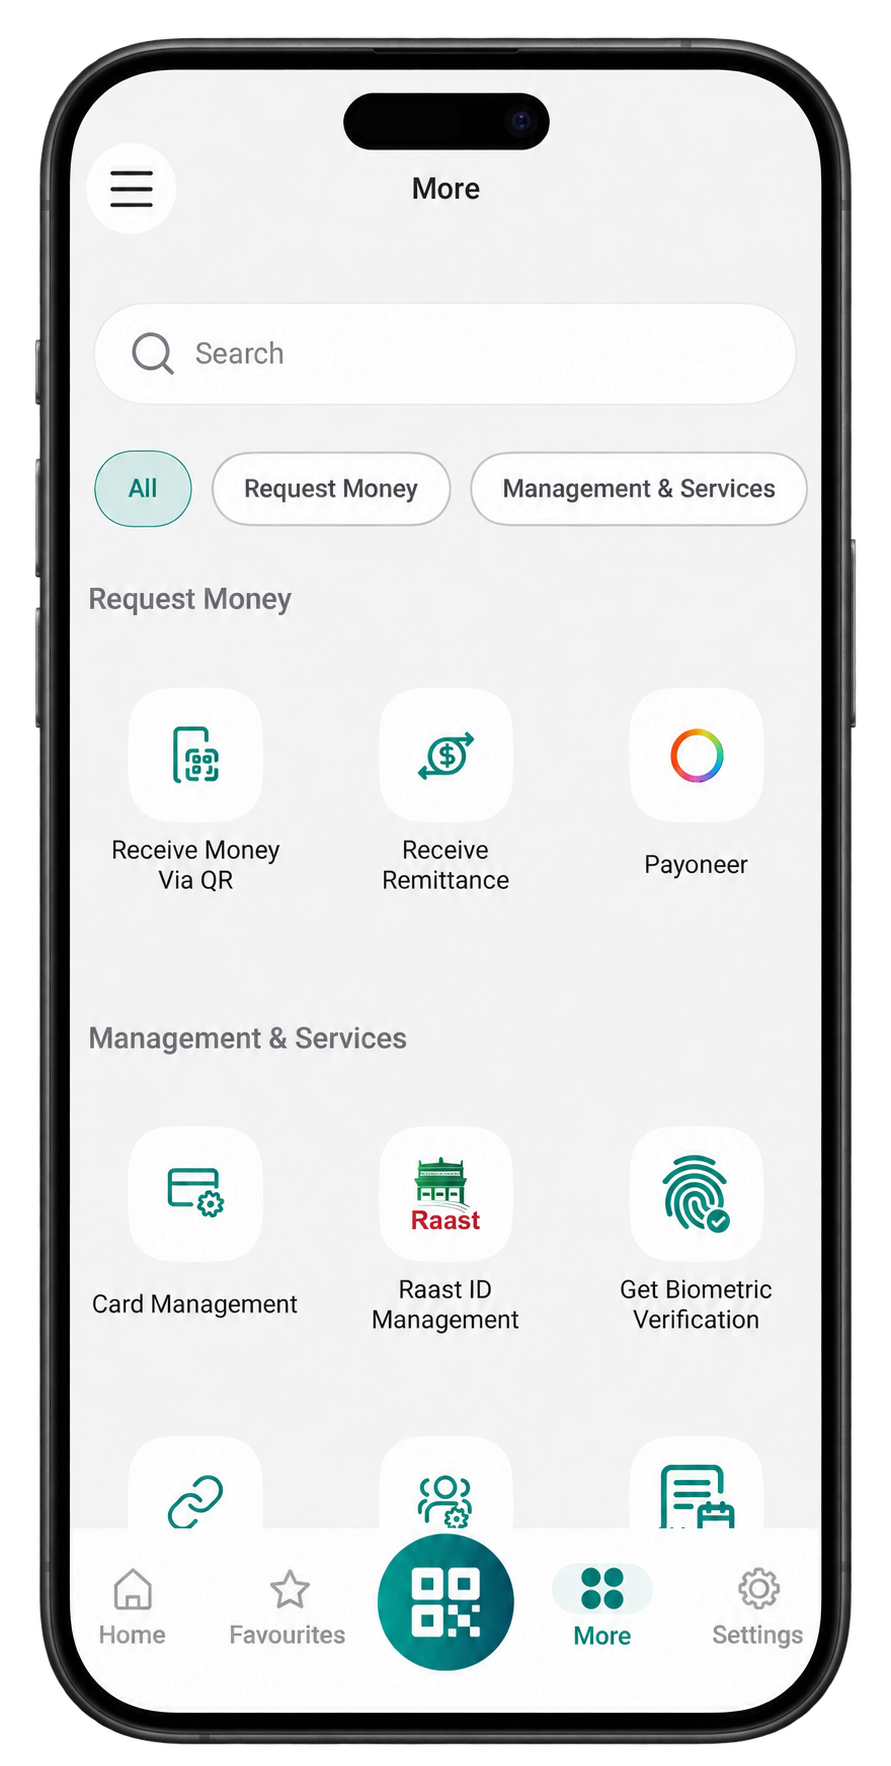 More
Search
All
Request Money
Management & Services
Request Money
Receive Money
Via QR
Receive
Remittance
Payoneer
Management & Services
Raast
Card Management
Raast ID
Management
Get Biometric
Verification
Home
Favourites
More
Settings